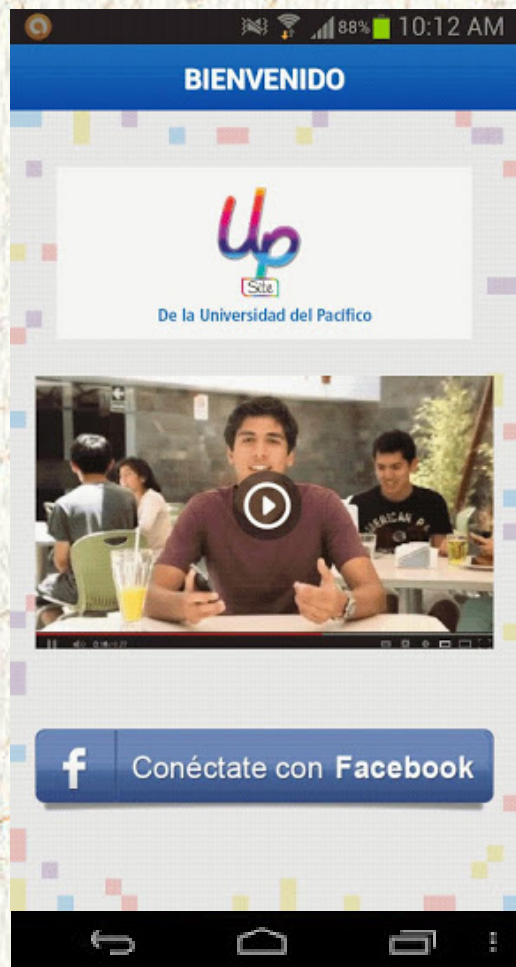 88% 10:12 AM
BIENVENIDO
Up
Site
De la Universidad del Pacífico
f Conéctate con Facebook